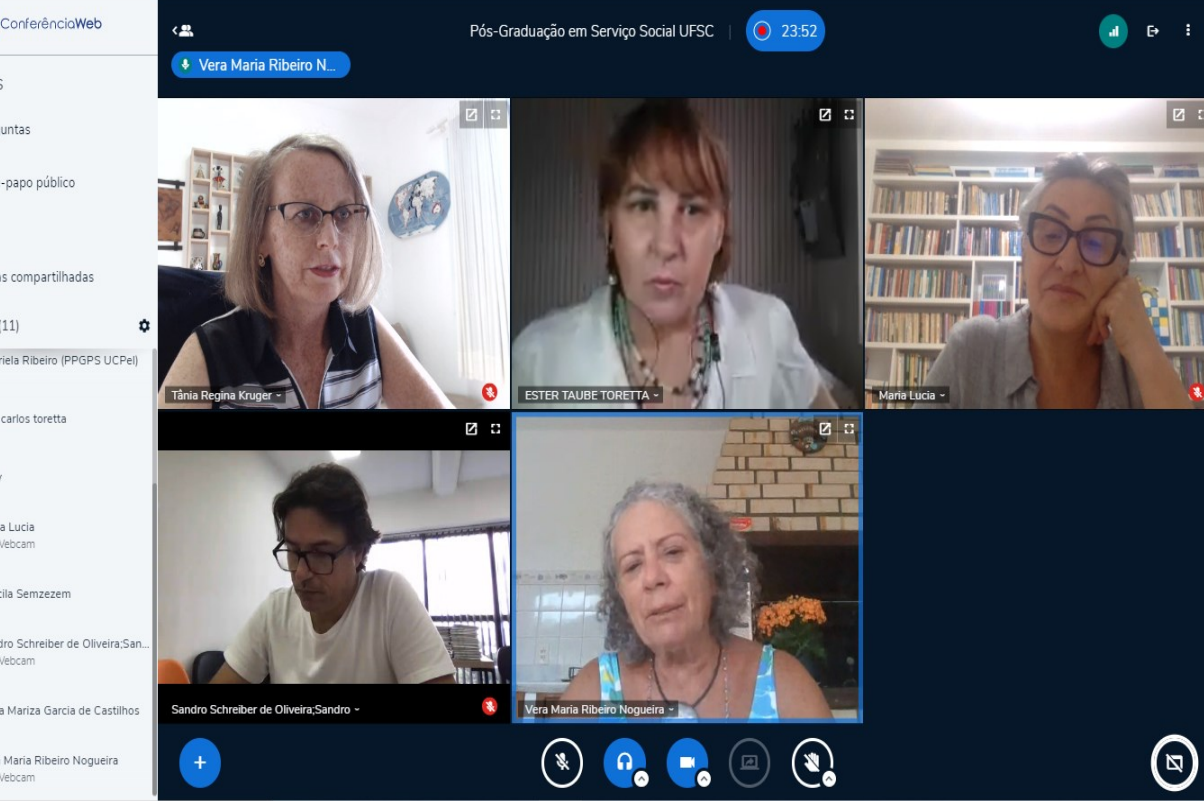 ConferênciaWeb
Pós-Graduação em Serviço Social UFSC
23:52
Vera Maria Ribeiro N...
S
untas
-papo público
as compartilhadas
(11)
riela Ribeiro (PPGPS UCPel)
carlos toretta
a Lucia
Webcam
cila Semzezem
dro Schreiber de Oliveira;San...
Webcam
a Mariza Garcia de Castilhos
Maria Ribeiro Nogueira
Webcam
Tânia Regina Kruger
ESTER TAUBE TORETTA
Maria Lucia
Sandro Schreiber de Oliveira;Sandro
Vera Maria Ribeiro Nogueira